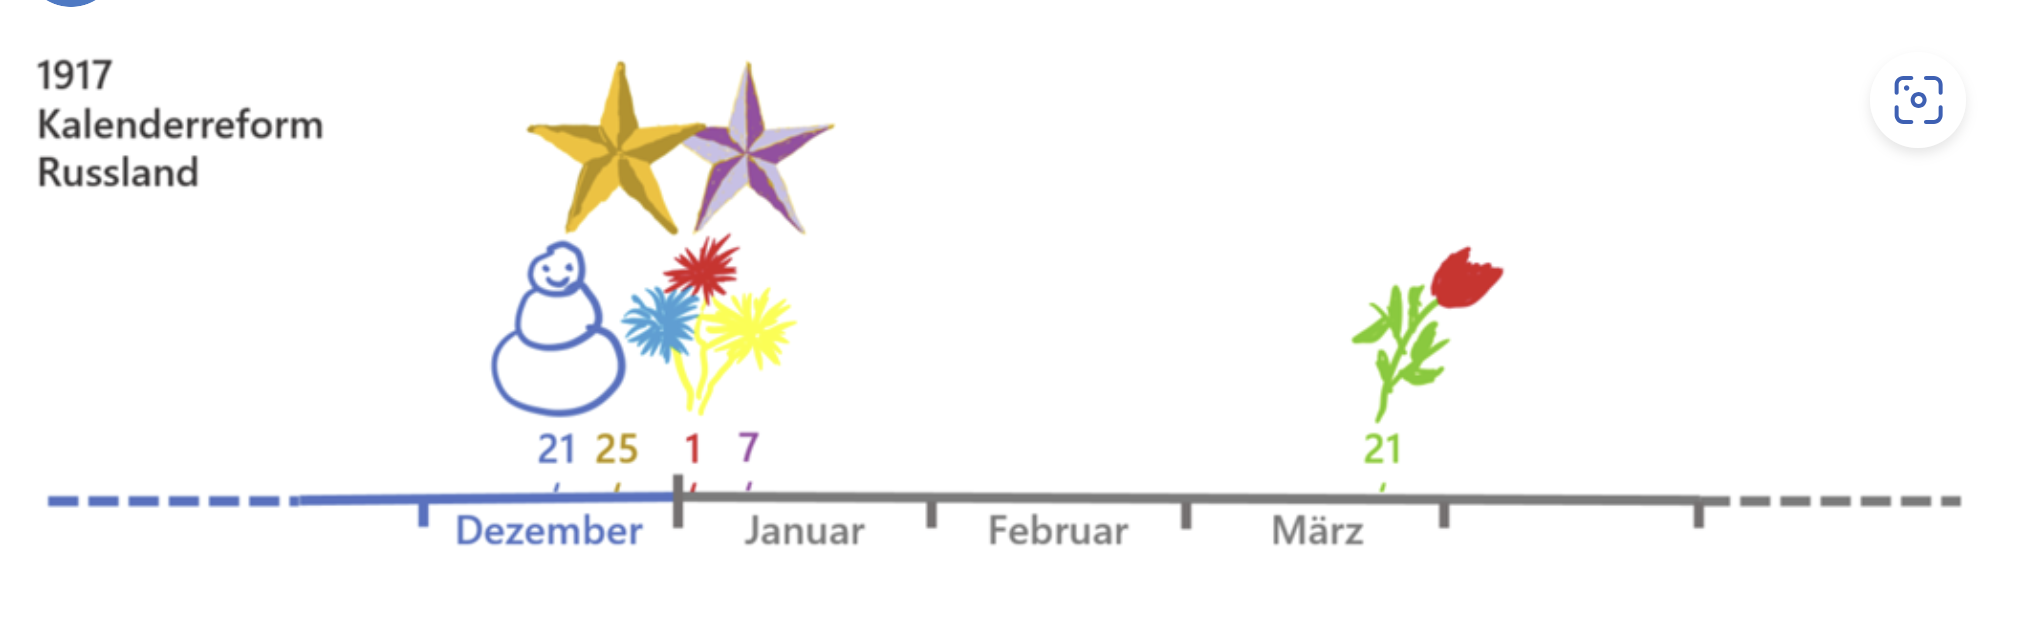 1917
Kalenderreform
Russland
21 25 1 7 21
Dezember Januar Februar März